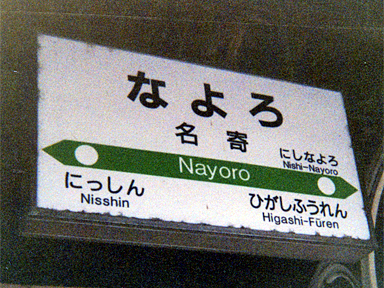 なよろ
名寄
にしなよろ
Nishi-Nayoro
Nayoro
にっしん
Nisshin
ひがしふうれん
Higashi-Fūren